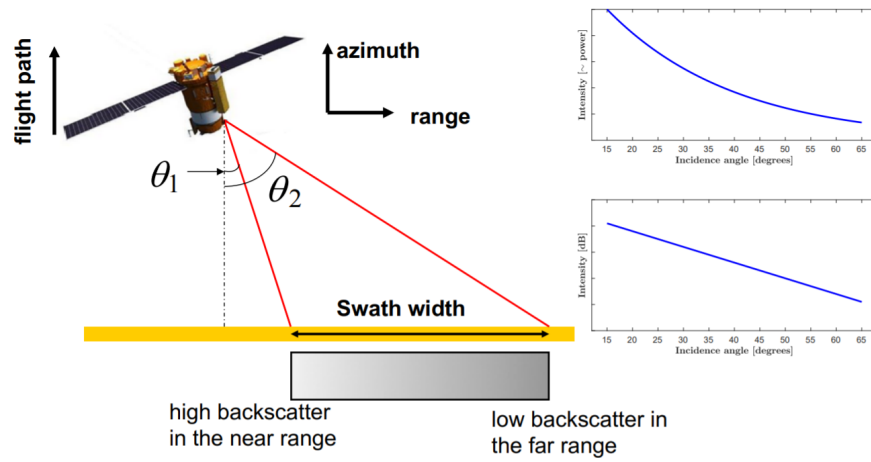 flight path
azimuth
range
θ1
θ2
Swath width
high backscatter
in the near range
low backscatter in
the far range
Intensity [~ power]
15 20 25 30 35 40 45 50 55 60 65
Incidence angle [degrees]
Intensity [dB]
15 20 25 30 35 40 45 50 55 60 65
Incidence angle [degrees]